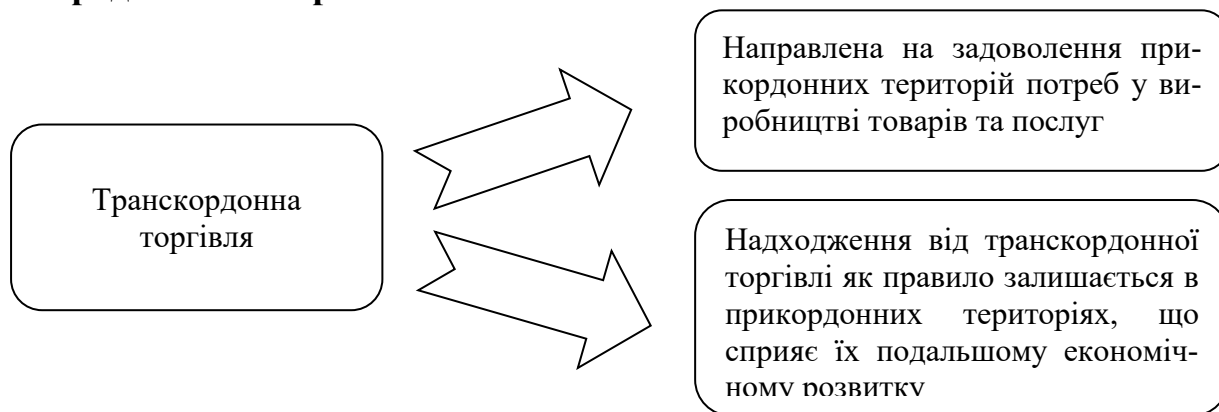 Транскордонна
торгівля
Направлена на задоволення при-
кордонних територій потреб у ви-
робництві товарів та послуг
Надходження від транскордонної
торгівлі як правило залишається в
прикордонних територіях, що
сприяє їх подальшому економіч-
ному розвитку